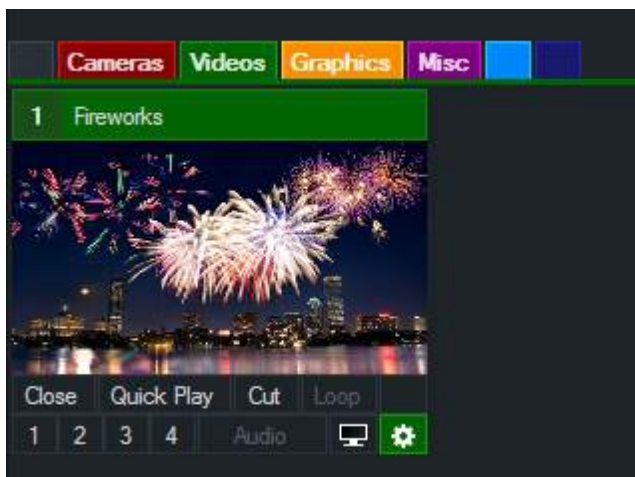 Cameras Videos Graphics Misc
1 Fireworks
Close Quick Play Cut Loop
1 2 3 4 Audio